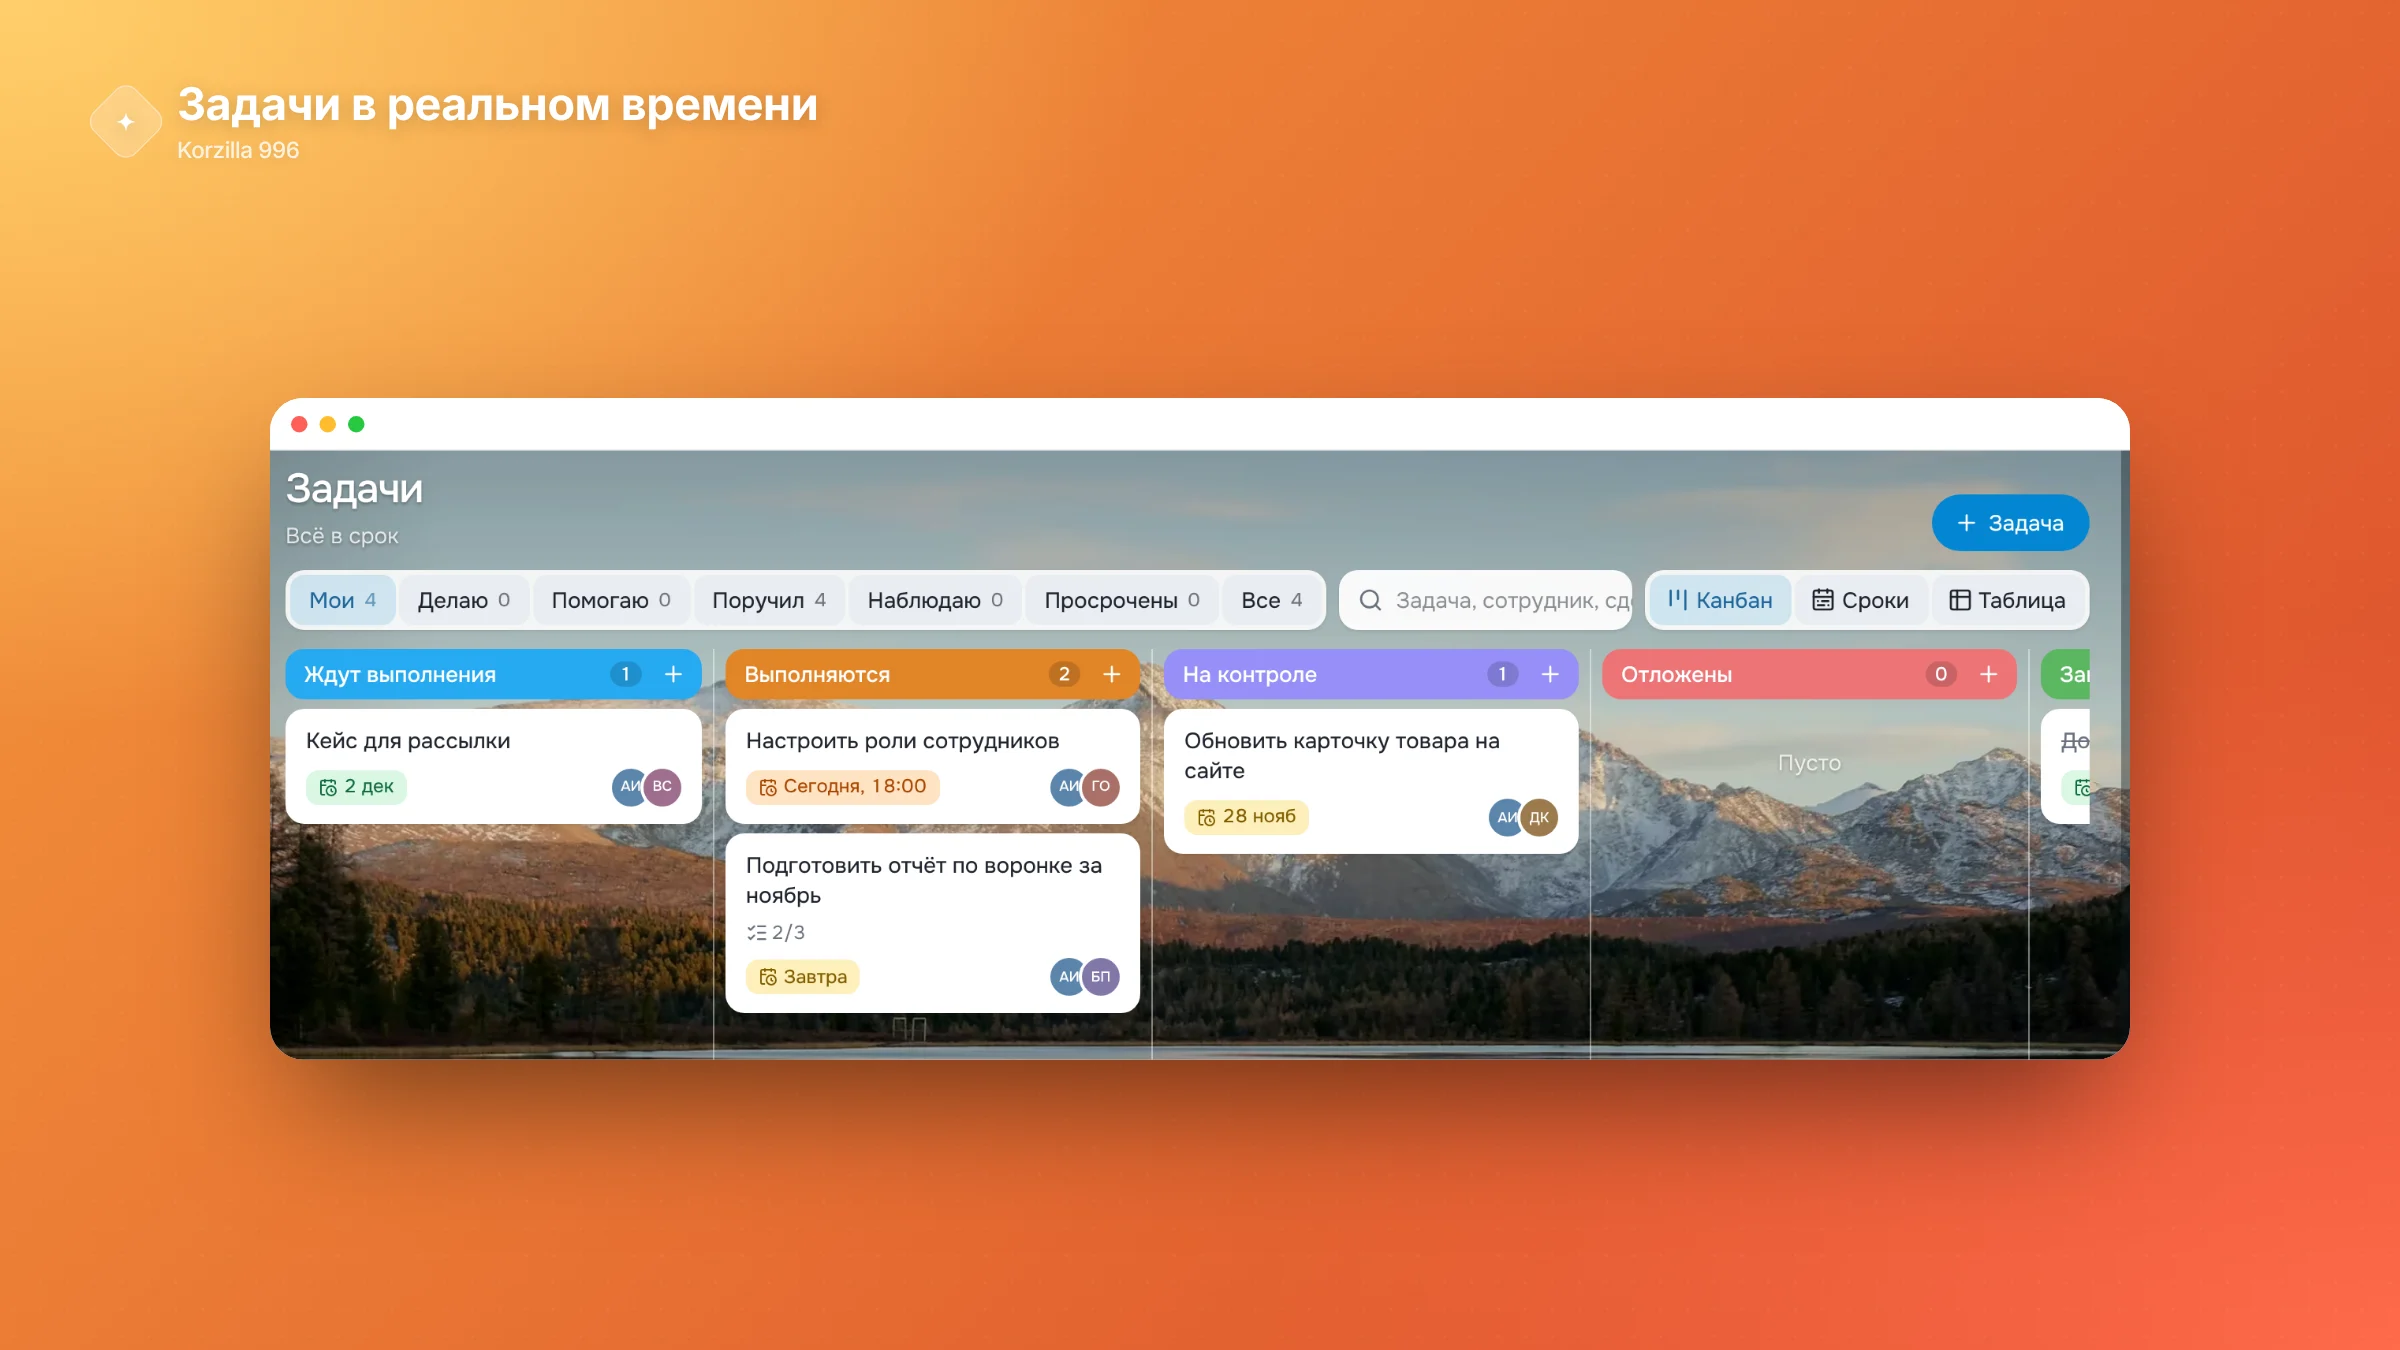 Задачи в реальном времени
Korzilla 996
Задачи
Всё в срок
+ Задача
Мои 4 Делаю 0 Помогаю 0 Поручил 4 Наблюдаю 0 Просрочены 0 Все 4
Задача, сотрудник, сд
Канбан Сроки Таблица
Ждут выполнения 1 +
Кейс для рассылки
2 дек АИ ВС
Выполняются 2 +
Настроить роли сотрудников
Сегодня, 18:00 АИ ГО
Подготовить отчёт по воронке за
ноябрь
2/3
Завтра АИ БП
На контроле 1 +
Обновить карточку товара на
сайте
28 нояб АИ ДК
Отложены 0 +
Пусто
За
До